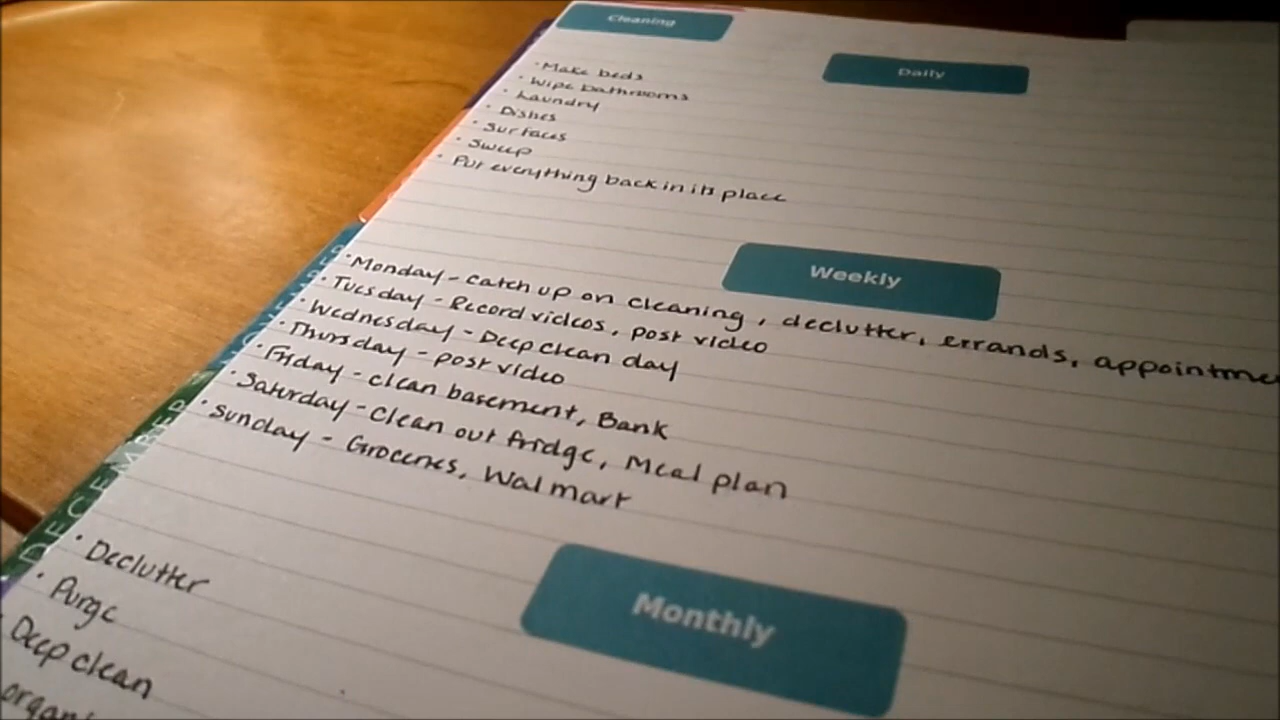 Cleaning
Daily
· Make beds
· Wipe bathrooms
· Laundry
· Dishes
· Surfaces
· Sweep
· Put everything back in its place
Weekly
· Monday - catch up on cleaning, declutter, errands, appointme
· Tuesday - Record videos, post video
· Wednesday - Deep clean day
· Thursday - post video
· Friday - clean basement, Bank
· Saturday - Clean out fridge, Meal plan
· Sunday - Groceries, Walmart
Monthly
· Declutter
· Purge
Deep clean
organi
DECEMBER